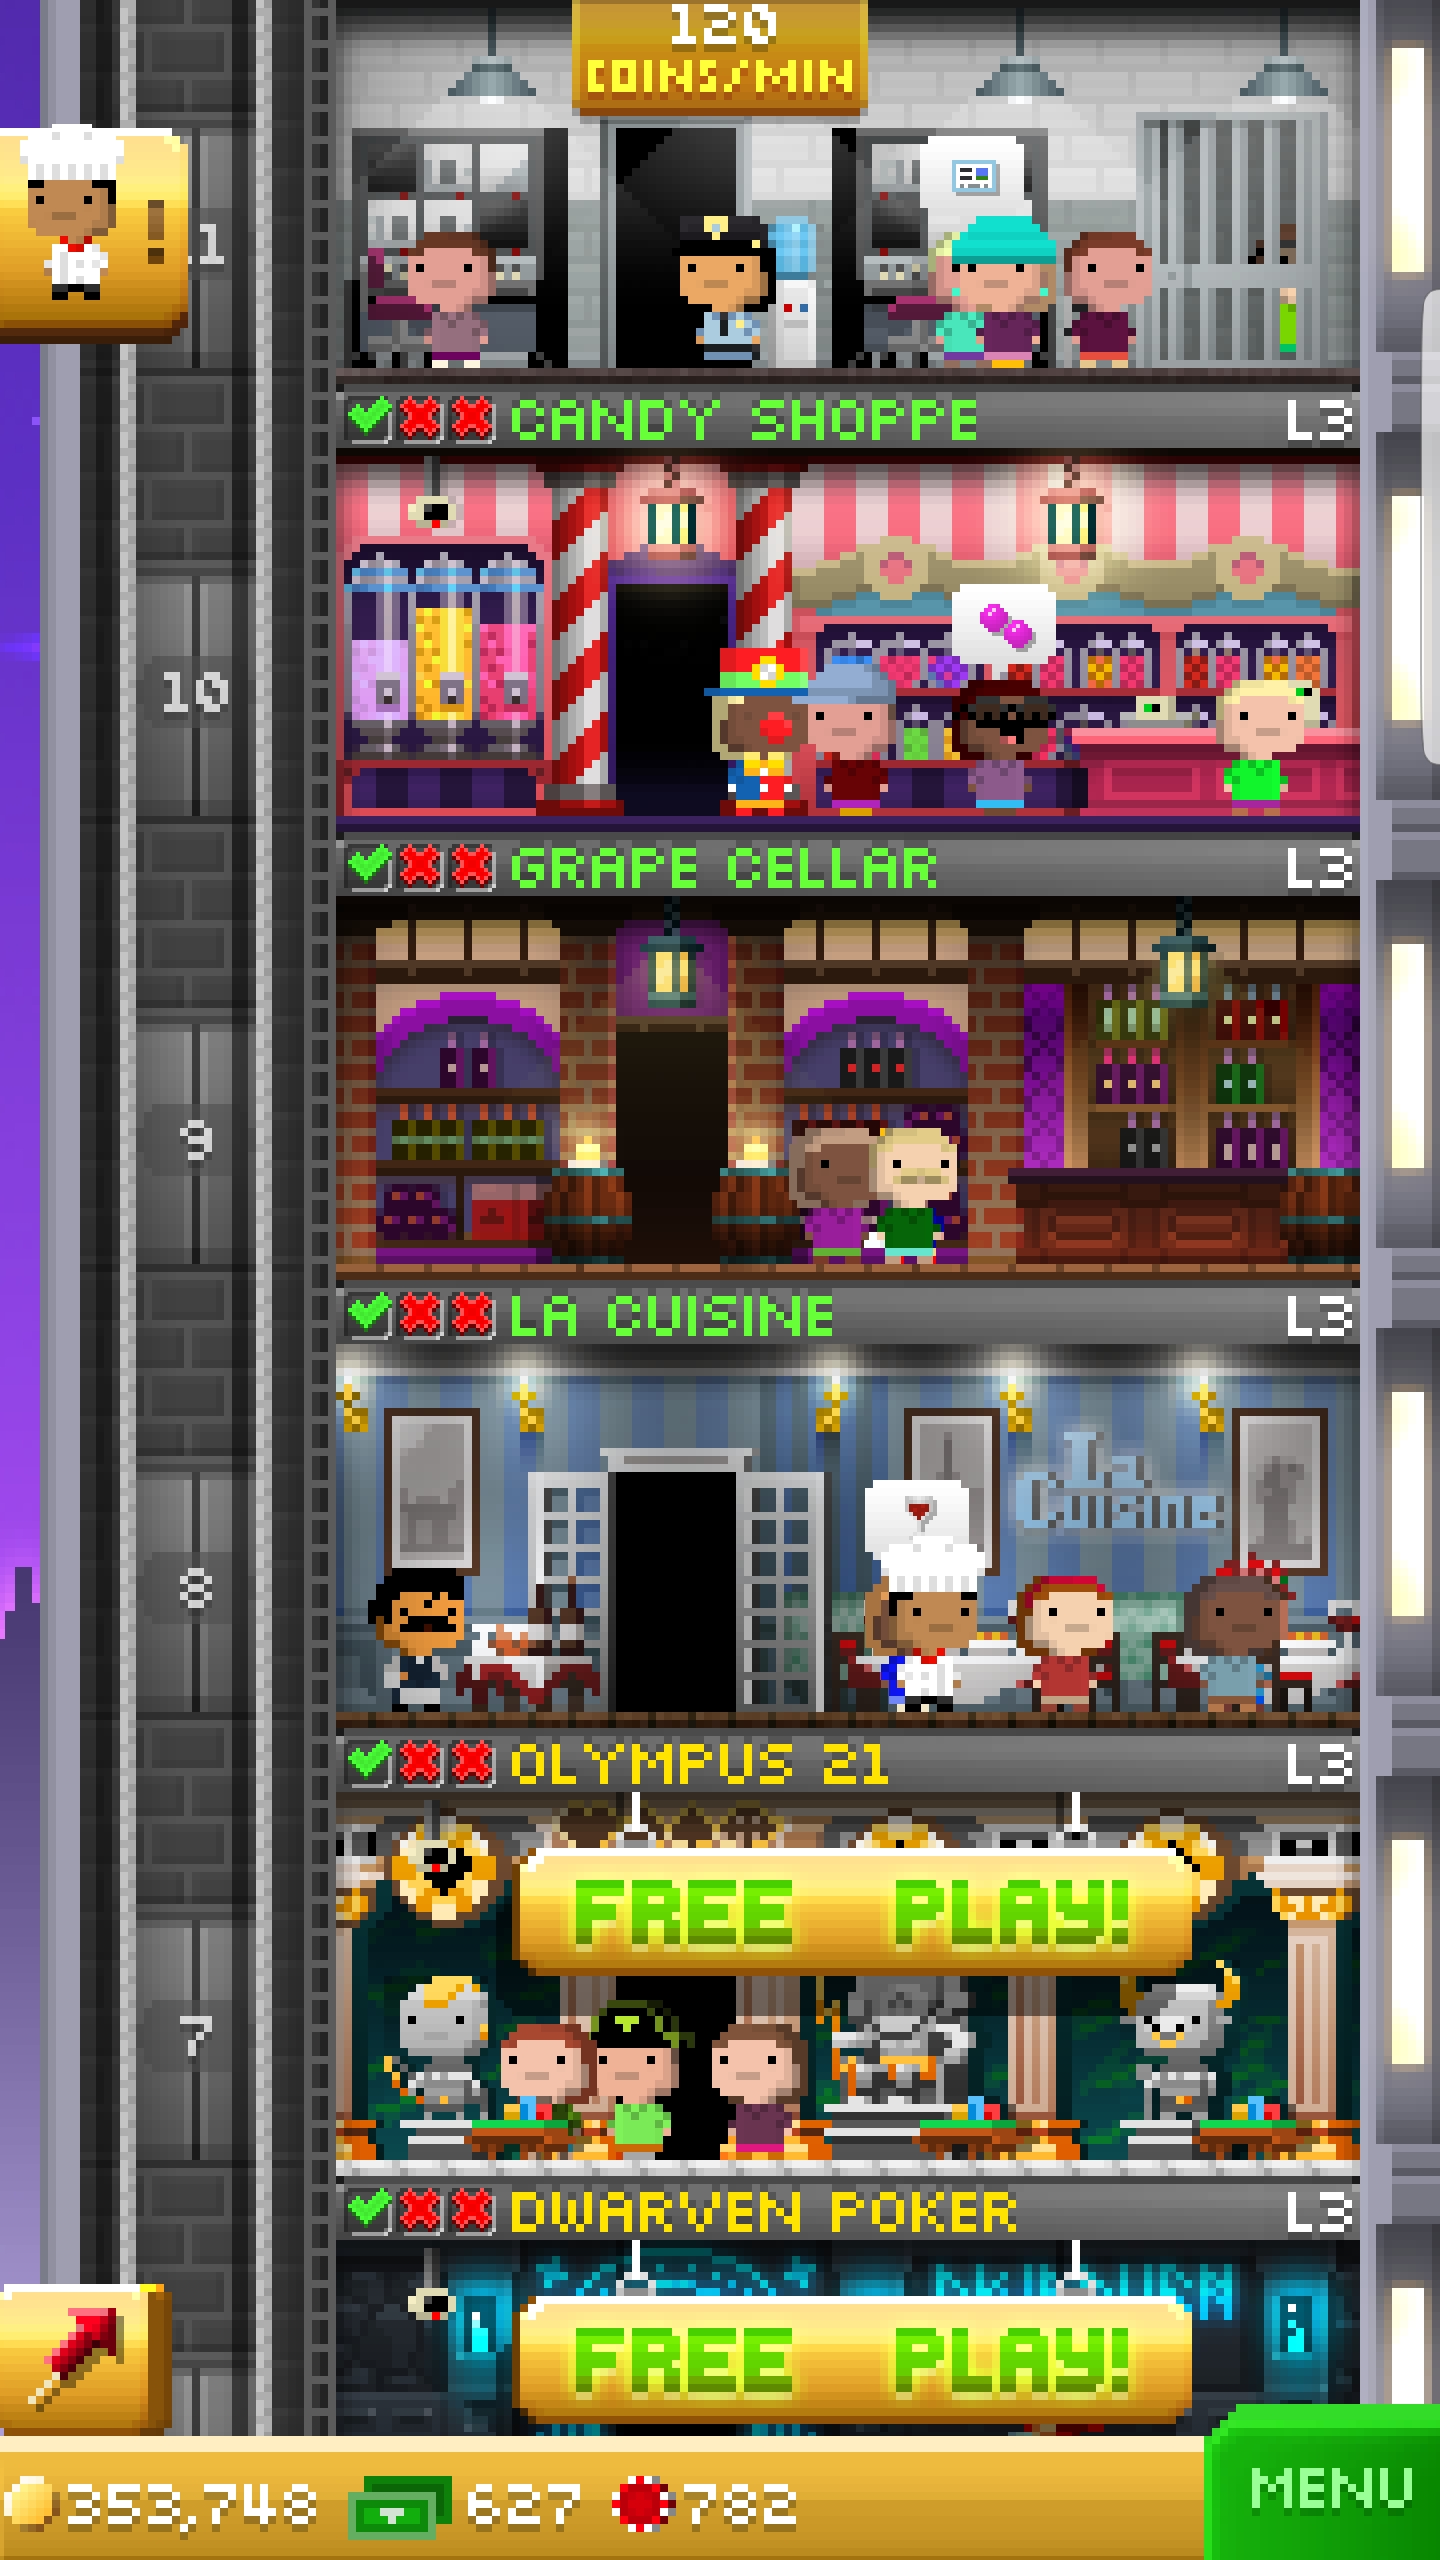 120
COINS/MIN
!
11
CANDY SHOPPE L3
10
GRAPE CELLAR L3
9
LA CUISINE L3
La
Cuisine
8
OLYMPUS 21 L3
FREE PLAY!
7
DWARVEN POKER L3
FREE PLAY!
353,748 627 782
MENU